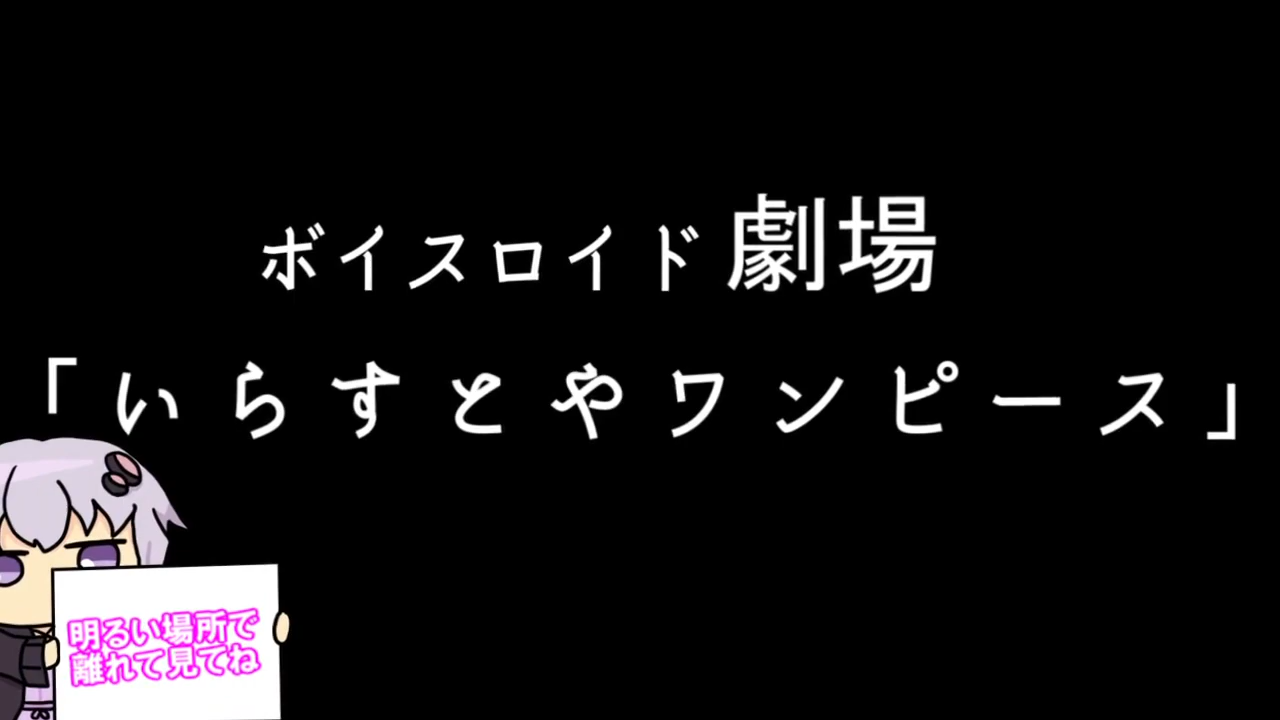 ボイスロイド劇場
「いらすとやワンピース」
明るい場所で
離れて見てね